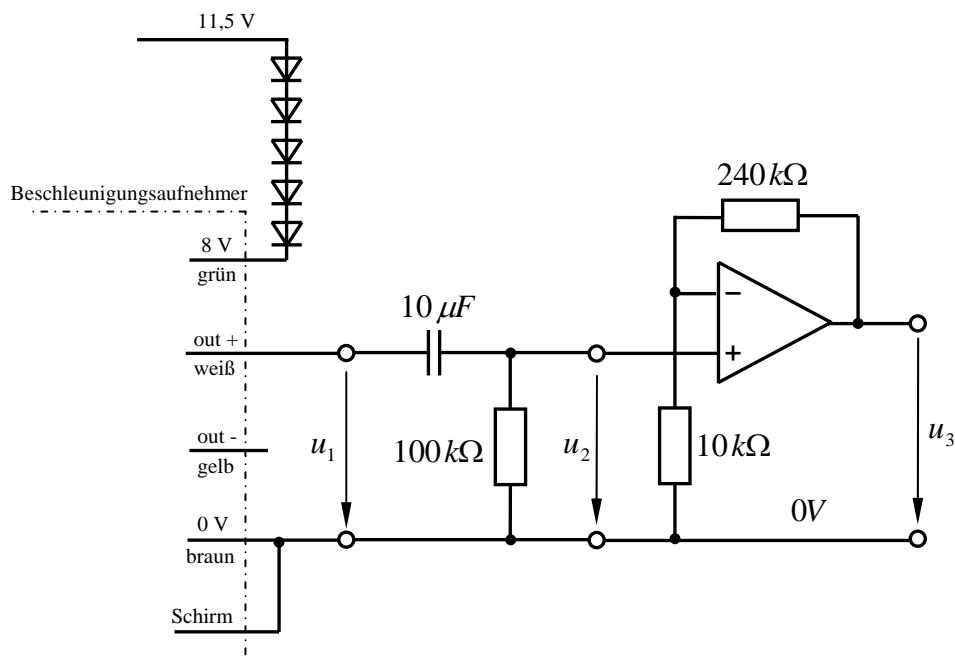 11,5 V
Beschleunigungsaufnehmer
8 V
grün
240 kΩ
−
+
10 µF
out +
weiß
out -
gelb
u1
100 kΩ
u2
10 kΩ
u3
0 V
braun
0V
Schirm